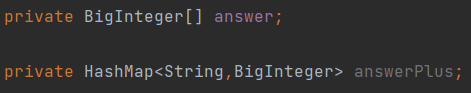 private BigInteger[] answer;
private HashMap<String,BigInteger> answerPlus;